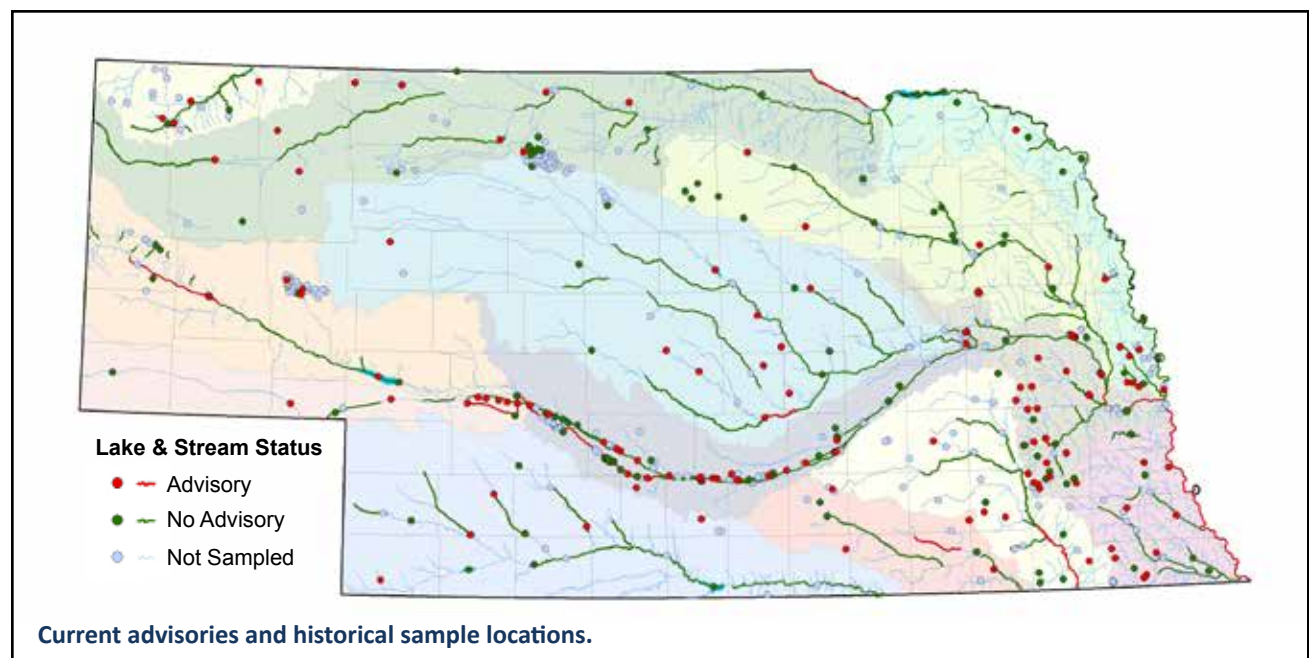 Lake & Stream Status
Advisory
No Advisory
Not Sampled
Current advisories and historical sample locations.